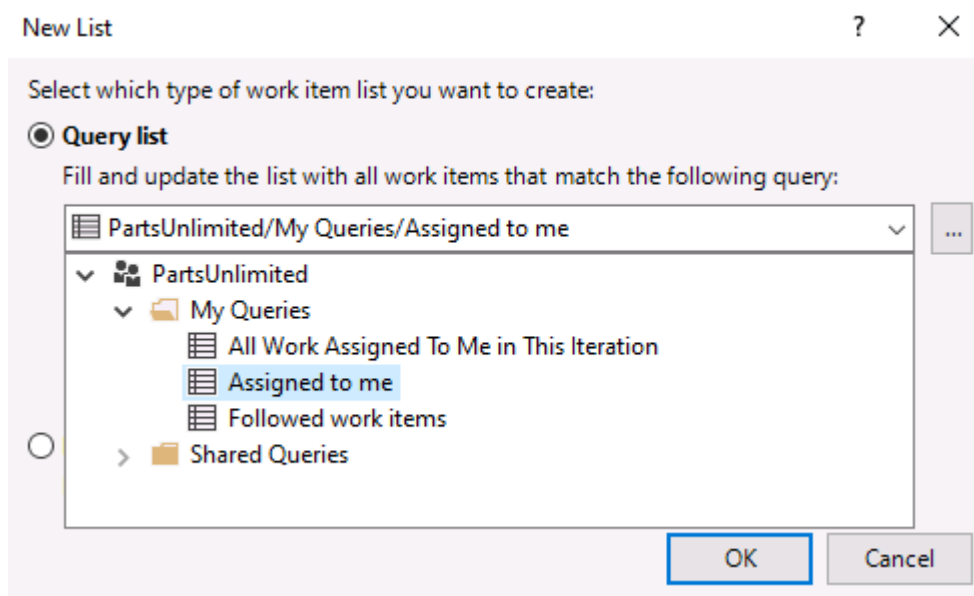 New List
?
Select which type of work item list you want to create:
Query list
Fill and update the list with all work items that match the following query:
PartsUnlimited/My Queries/Assigned to me
...
PartsUnlimited
My Queries
All Work Assigned To Me in This Iteration
Assigned to me
Followed work items
Shared Queries
OK
Cancel